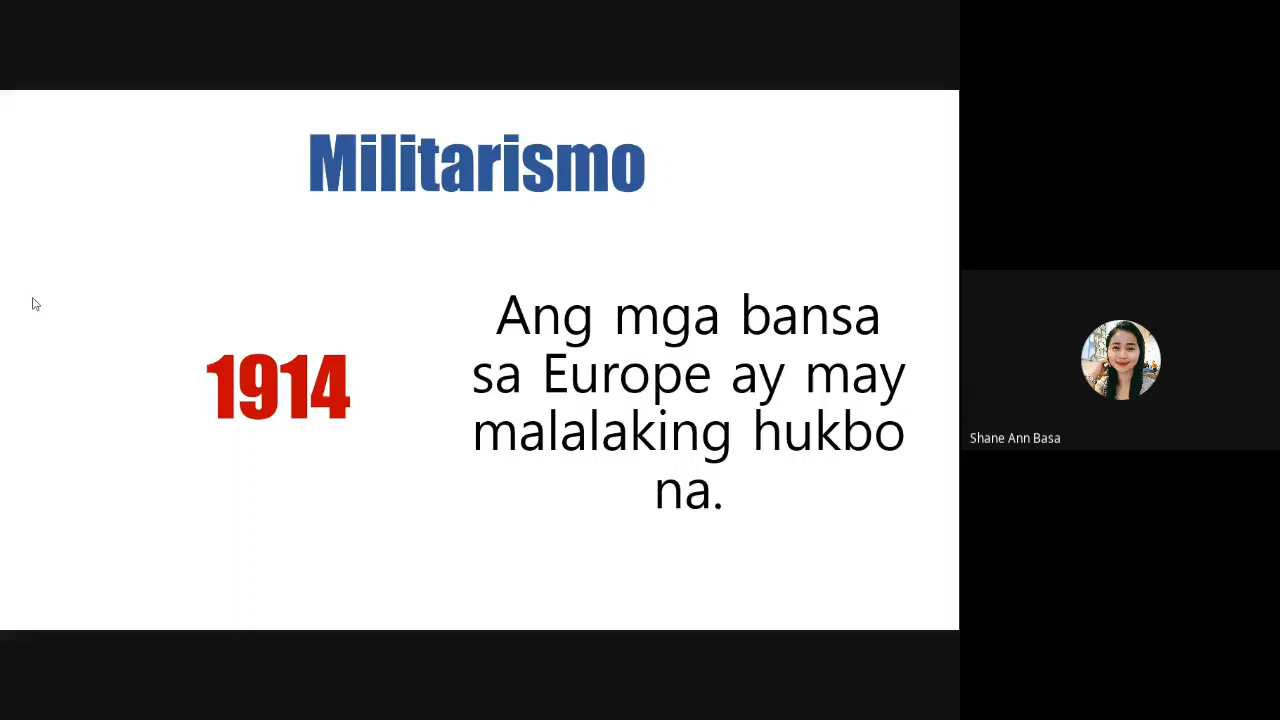 Militarismo
1914
Ang mga bansa
sa Europe ay may
malalaking hukbo
na.
Shane Ann Basa